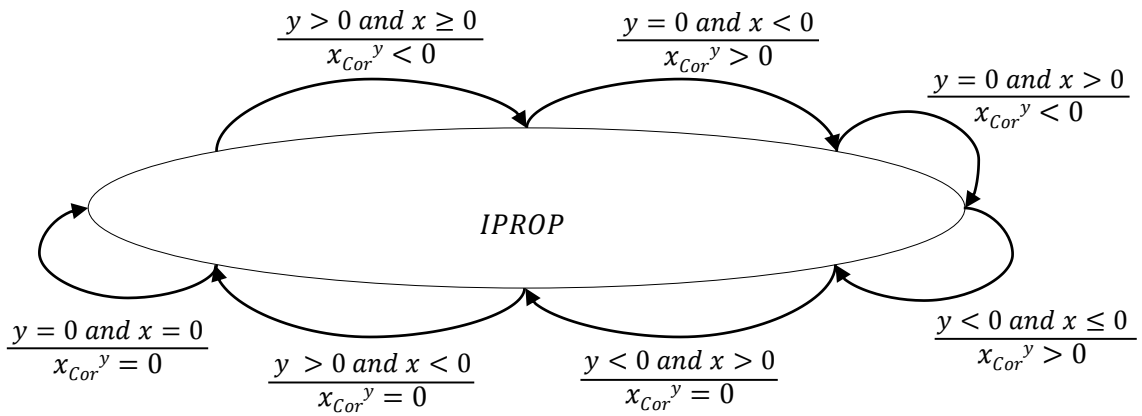 y > 0 and x ≥ 0
x_Cor^y < 0
y = 0 and x < 0
x_Cor^y > 0
y = 0 and x > 0
x_Cor^y < 0
IPROP
y = 0 and x = 0
x_Cor^y = 0
y > 0 and x < 0
x_Cor^y = 0
y < 0 and x > 0
x_Cor^y = 0
y < 0 and x ≤ 0
x_Cor^y > 0